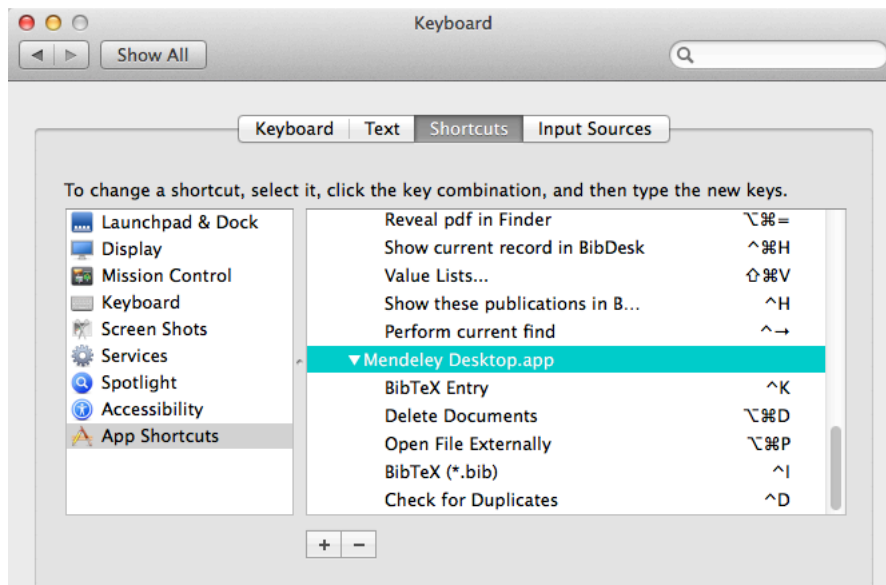 Keyboard
Show All
Keyboard Text Shortcuts Input Sources
To change a shortcut, select it, click the key combination, and then type the new keys.
Launchpad & Dock
Display
Mission Control
Keyboard
Screen Shots
Services
Spotlight
Accessibility
App Shortcuts
Reveal pdf in Finder ⌥⌘=
Show current record in BibDesk ^⌘H
Value Lists... ⇧⌘V
Show these publications in B... ^H
Perform current find ^→
▼Mendeley Desktop.app
BibTeX Entry ^K
Delete Documents ⌥⌘D
Open File Externally ⌥⌘P
BibTeX (*.bib) ^I
Check for Duplicates ^D
+ −